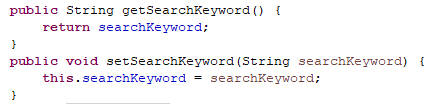 public String getSearchKeyword() {
    return searchKeyword;
}
public void setSearchKeyword(String searchKeyword) {
    this.searchKeyword = searchKeyword;
}